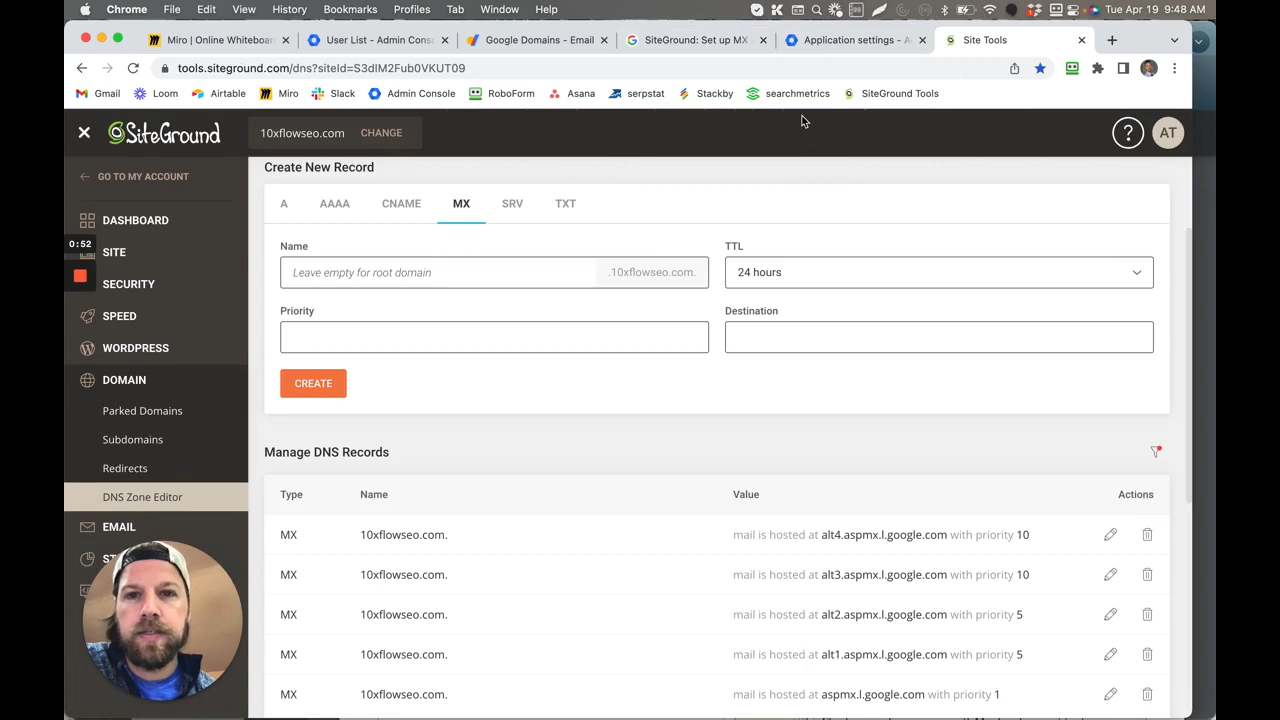 Chrome File Edit View History Bookmarks Profiles Tab Window Help Tue Apr 19 9:48 AM
Miro | Online Whiteboa User List - Admin Conso Google Domains - Email SiteGround: Set up MX Application settings - A Site Tools
tools.siteground.com/dns?siteId=S3dIM2Fub0VKUT09
Gmail Loom Airtable Miro Slack Admin Console RoboForm Asana serpstat Stackby searchmetrics SiteGround Tools
SiteGround 10xflowseo.com CHANGE ? AT
GO TO MY ACCOUNT
DASHBOARD
0:52
SITE
SECURITY
SPEED
WORDPRESS
DOMAIN
Parked Domains
Subdomains
Redirects
DNS Zone Editor
EMAIL
ST
Create New Record
A AAAA CNAME MX SRV TXT
Name TTL
Leave empty for root domain .10xflowseo.com. 24 hours
Priority Destination
CREATE
Manage DNS Records
Type Name Value Actions
MX 10xflowseo.com. mail is hosted at alt4.aspmx.l.google.com with priority 10
MX 10xflowseo.com. mail is hosted at alt3.aspmx.l.google.com with priority 10
MX 10xflowseo.com. mail is hosted at alt2.aspmx.l.google.com with priority 5
MX 10xflowseo.com. mail is hosted at alt1.aspmx.l.google.com with priority 5
MX 10xflowseo.com. mail is hosted at aspmx.l.google.com with priority 1